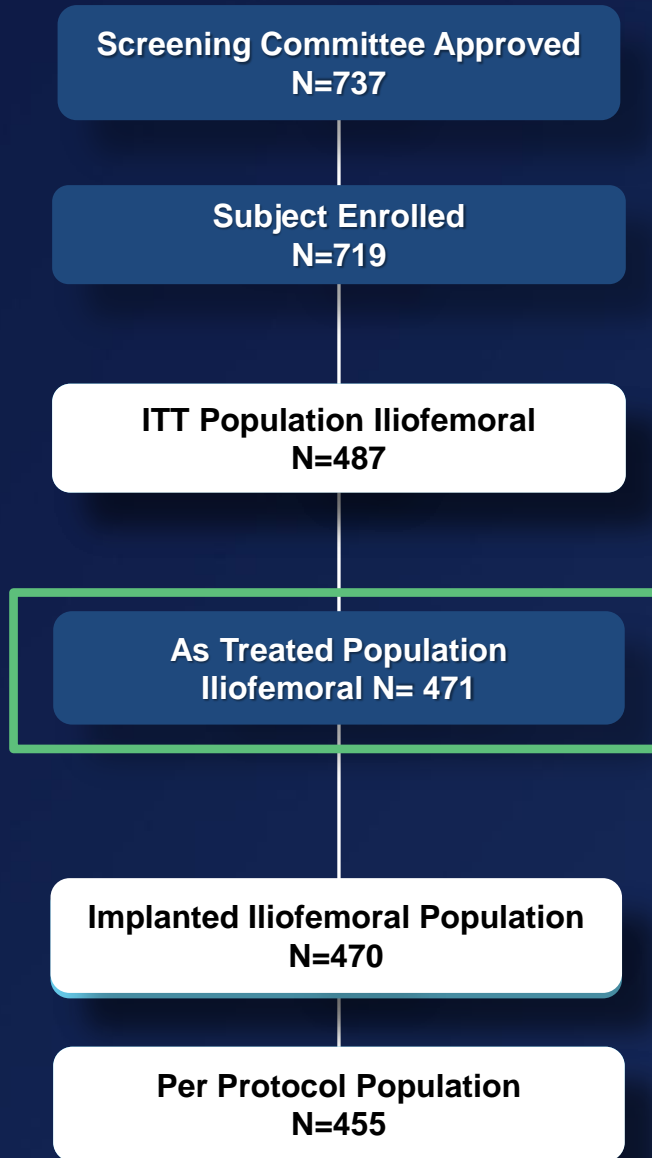 Screening Committee Approved
N=737
Subject Enrolled
N=719
ITT Population Iliofemoral
N=487
As Treated Population
Iliofemoral N= 471
Implanted Iliofemoral Population
N=470
Per Protocol Population
N=455